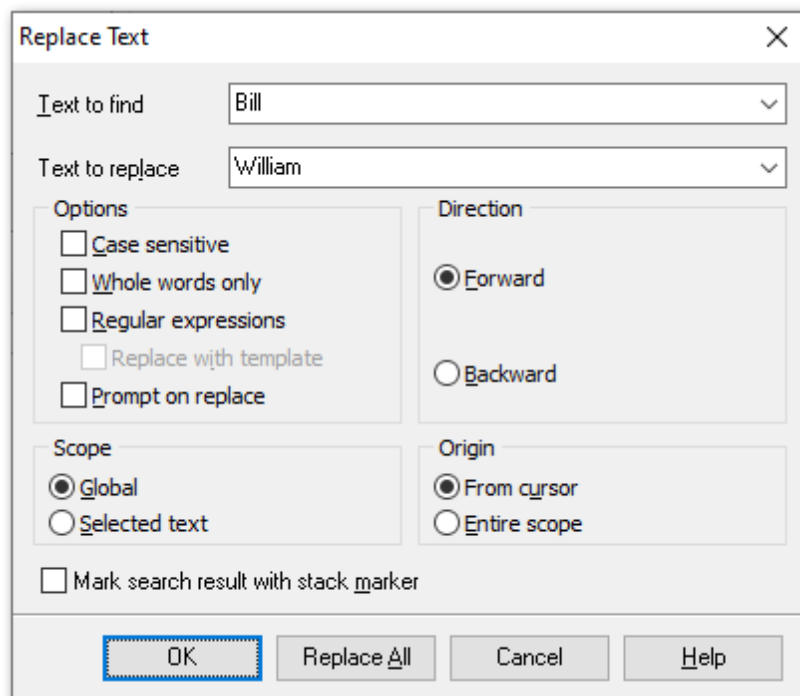 Replace Text
Text to find
Bill
Text to replace
William
Options
Case sensitive
Whole words only
Regular expressions
Replace with template
Prompt on replace
Direction
Forward
Backward
Scope
Global
Selected text
Origin
From cursor
Entire scope
Mark search result with stack marker
OK
Replace All
Cancel
Help